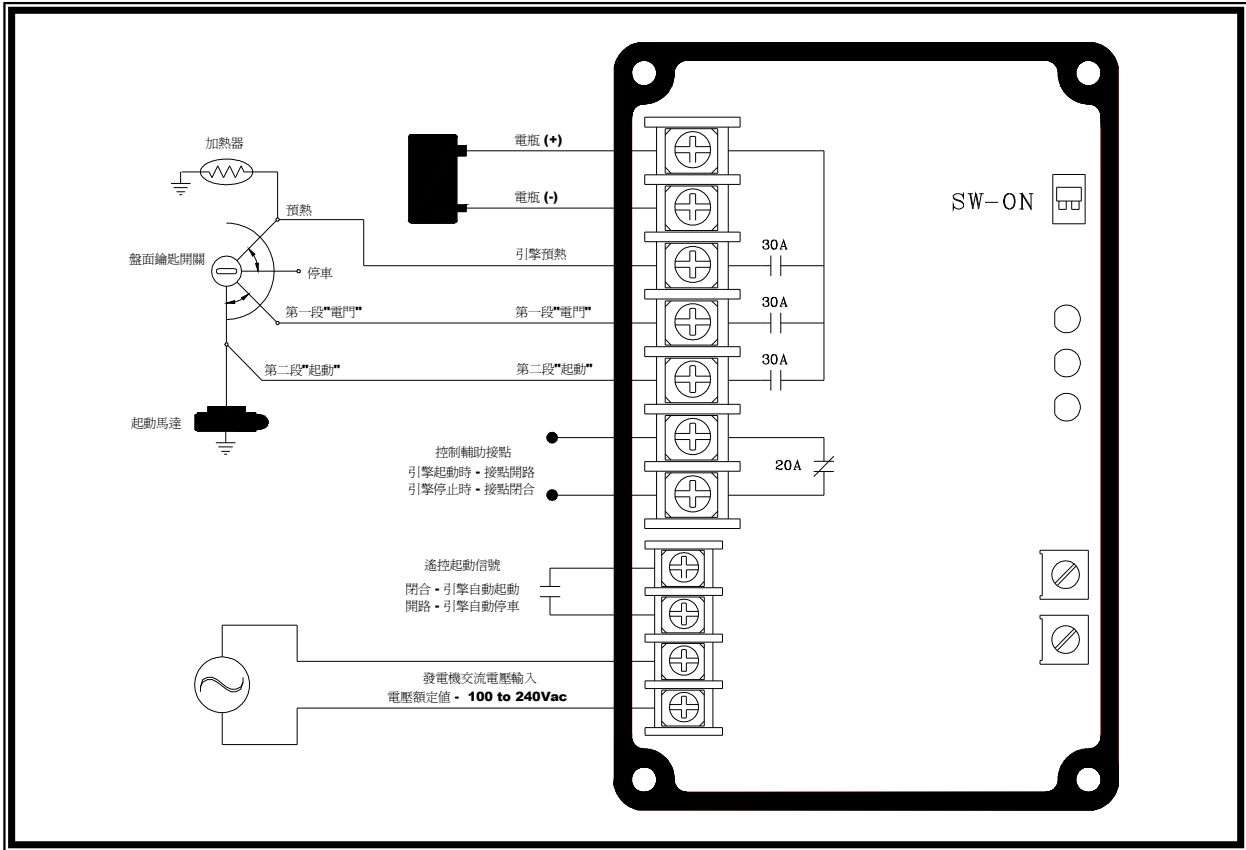 加熱器
預熱
盤面鑰匙開關
停車
第一段"電門"
第二段"起動"
起動馬達
電瓶 (+)
電瓶 (-)
引擎預熱
第一段"電門"
第二段"起動"
控制輔助接點
引擎起動時 - 接點開路
引擎停止時 - 接點閉合
遙控起動信號
閉合 - 引擎自動起動
開路 - 引擎自動停車
發電機交流電壓輸入
電壓額定值 - 100 to 240Vac
30A
30A
30A
20A
SW-ON